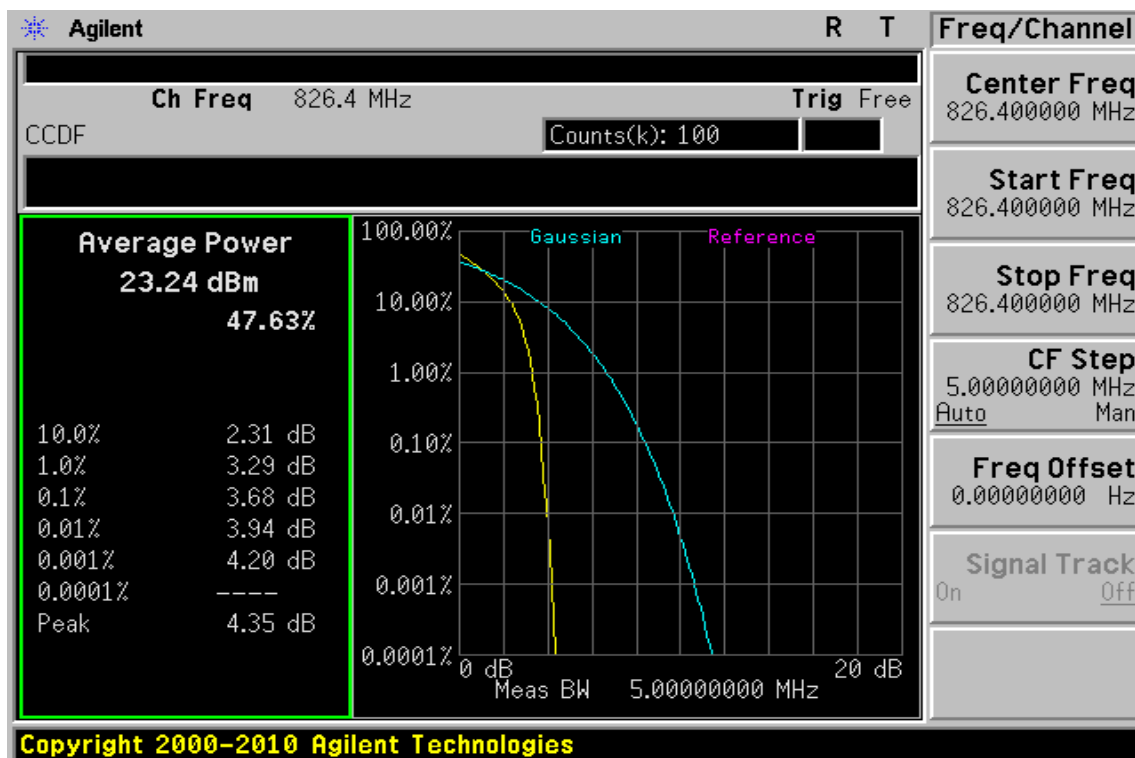 Agilent
R T
Freq/Channel
Ch Freq 826.4 MHz Trig Free
CCDF
Counts(k): 100
Center Freq
826.400000 MHz
Start Freq
826.400000 MHz
Stop Freq
826.400000 MHz
CF Step
5.00000000 MHz
Auto Man
Freq Offset
0.00000000 Hz
Signal Track
On Off
Average Power
23.24 dBm
47.63%
10.0% 2.31 dB
1.0% 3.29 dB
0.1% 3.68 dB
0.01% 3.94 dB
0.001% 4.20 dB
0.0001% ----
Peak 4.35 dB
Gaussian Reference
100.00%
10.00%
1.00%
0.10%
0.01%
0.001%
0.0001%
0 dB 20 dB
Meas BW 5.00000000 MHz
Copyright 2000-2010 Agilent Technologies